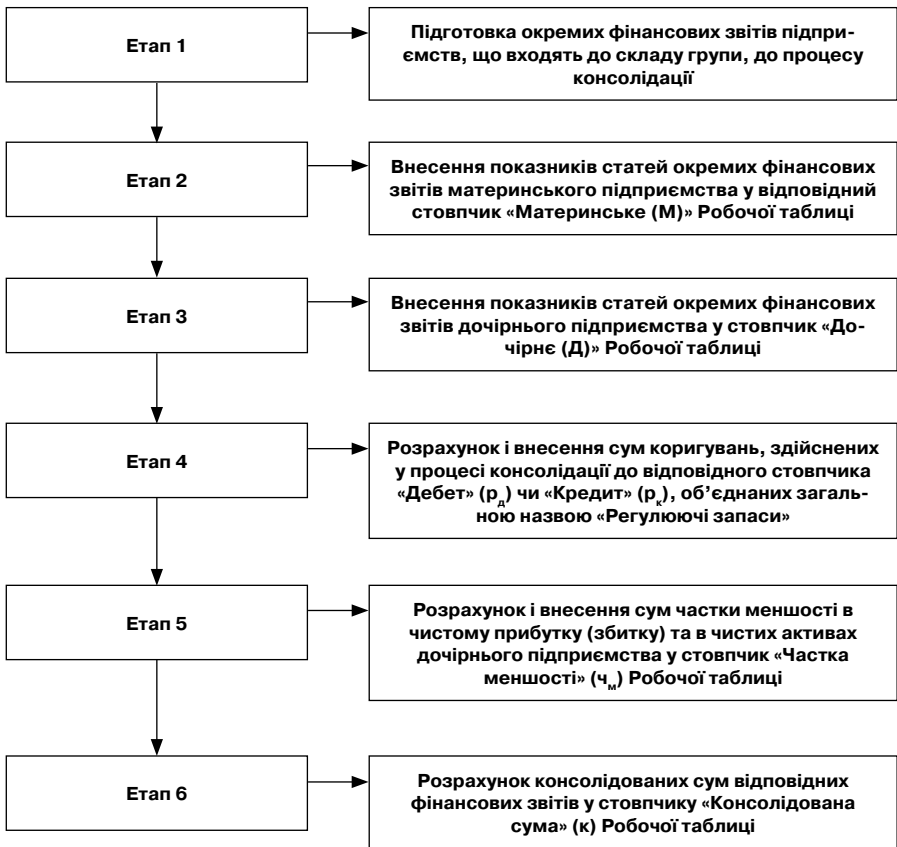 Етап 1
Підготовка окремих фінансових звітів підпри-
ємств, що входять до складу групи, до процесу
консолідації
Етап 2
Внесення показників статей окремих фінансових
звітів материнського підприємства у відповідний
стовпчик «Материнське (М)» Робочої таблиці
Етап 3
Внесення показників статей окремих фінансових
звітів дочірнього підприємства у стовпчик «До-
чірнє (Д)» Робочої таблиці
Етап 4
Розрахунок і внесення сум коригувань, здійснених
у процесі консолідації до відповідного стовпчика
«Дебет» (р_д) чи «Кредит» (р_к), об’єднаних загаль-
ною назвою «Регулюючі запаси»
Етап 5
Розрахунок і внесення сум частки меншості в
чистому прибутку (збитку) та в чистих активах
дочірнього підприємства у стовпчик «Частка
меншості» (ч_м) Робочої таблиці
Етап 6
Розрахунок консолідованих сум відповідних
фінансових звітів у стовпчику «Консолідована
сума» (к) Робочої таблиці